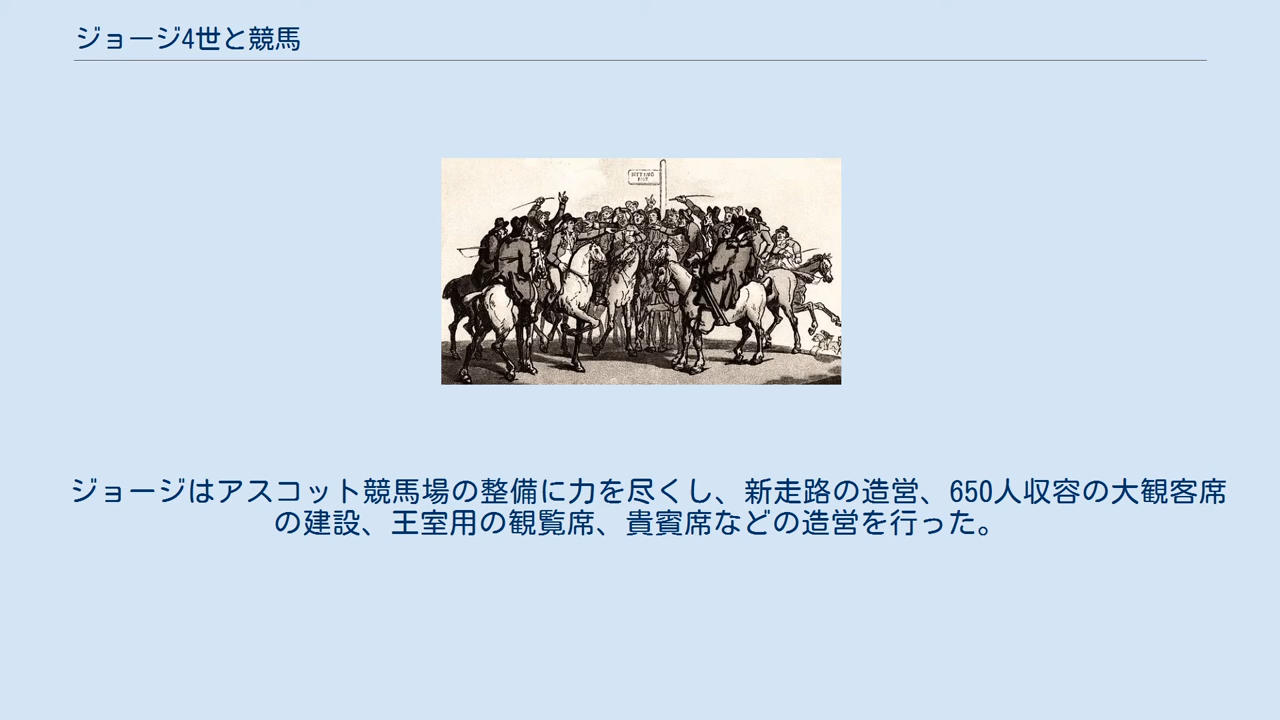 ジョージ4世と競馬
BETTING
POST
ジョージはアスコット競馬場の整備に力を尽くし、新走路の造営、650人収容の大観客席
の建設、王室用の観覧席、貴賓席などの造営を行った。